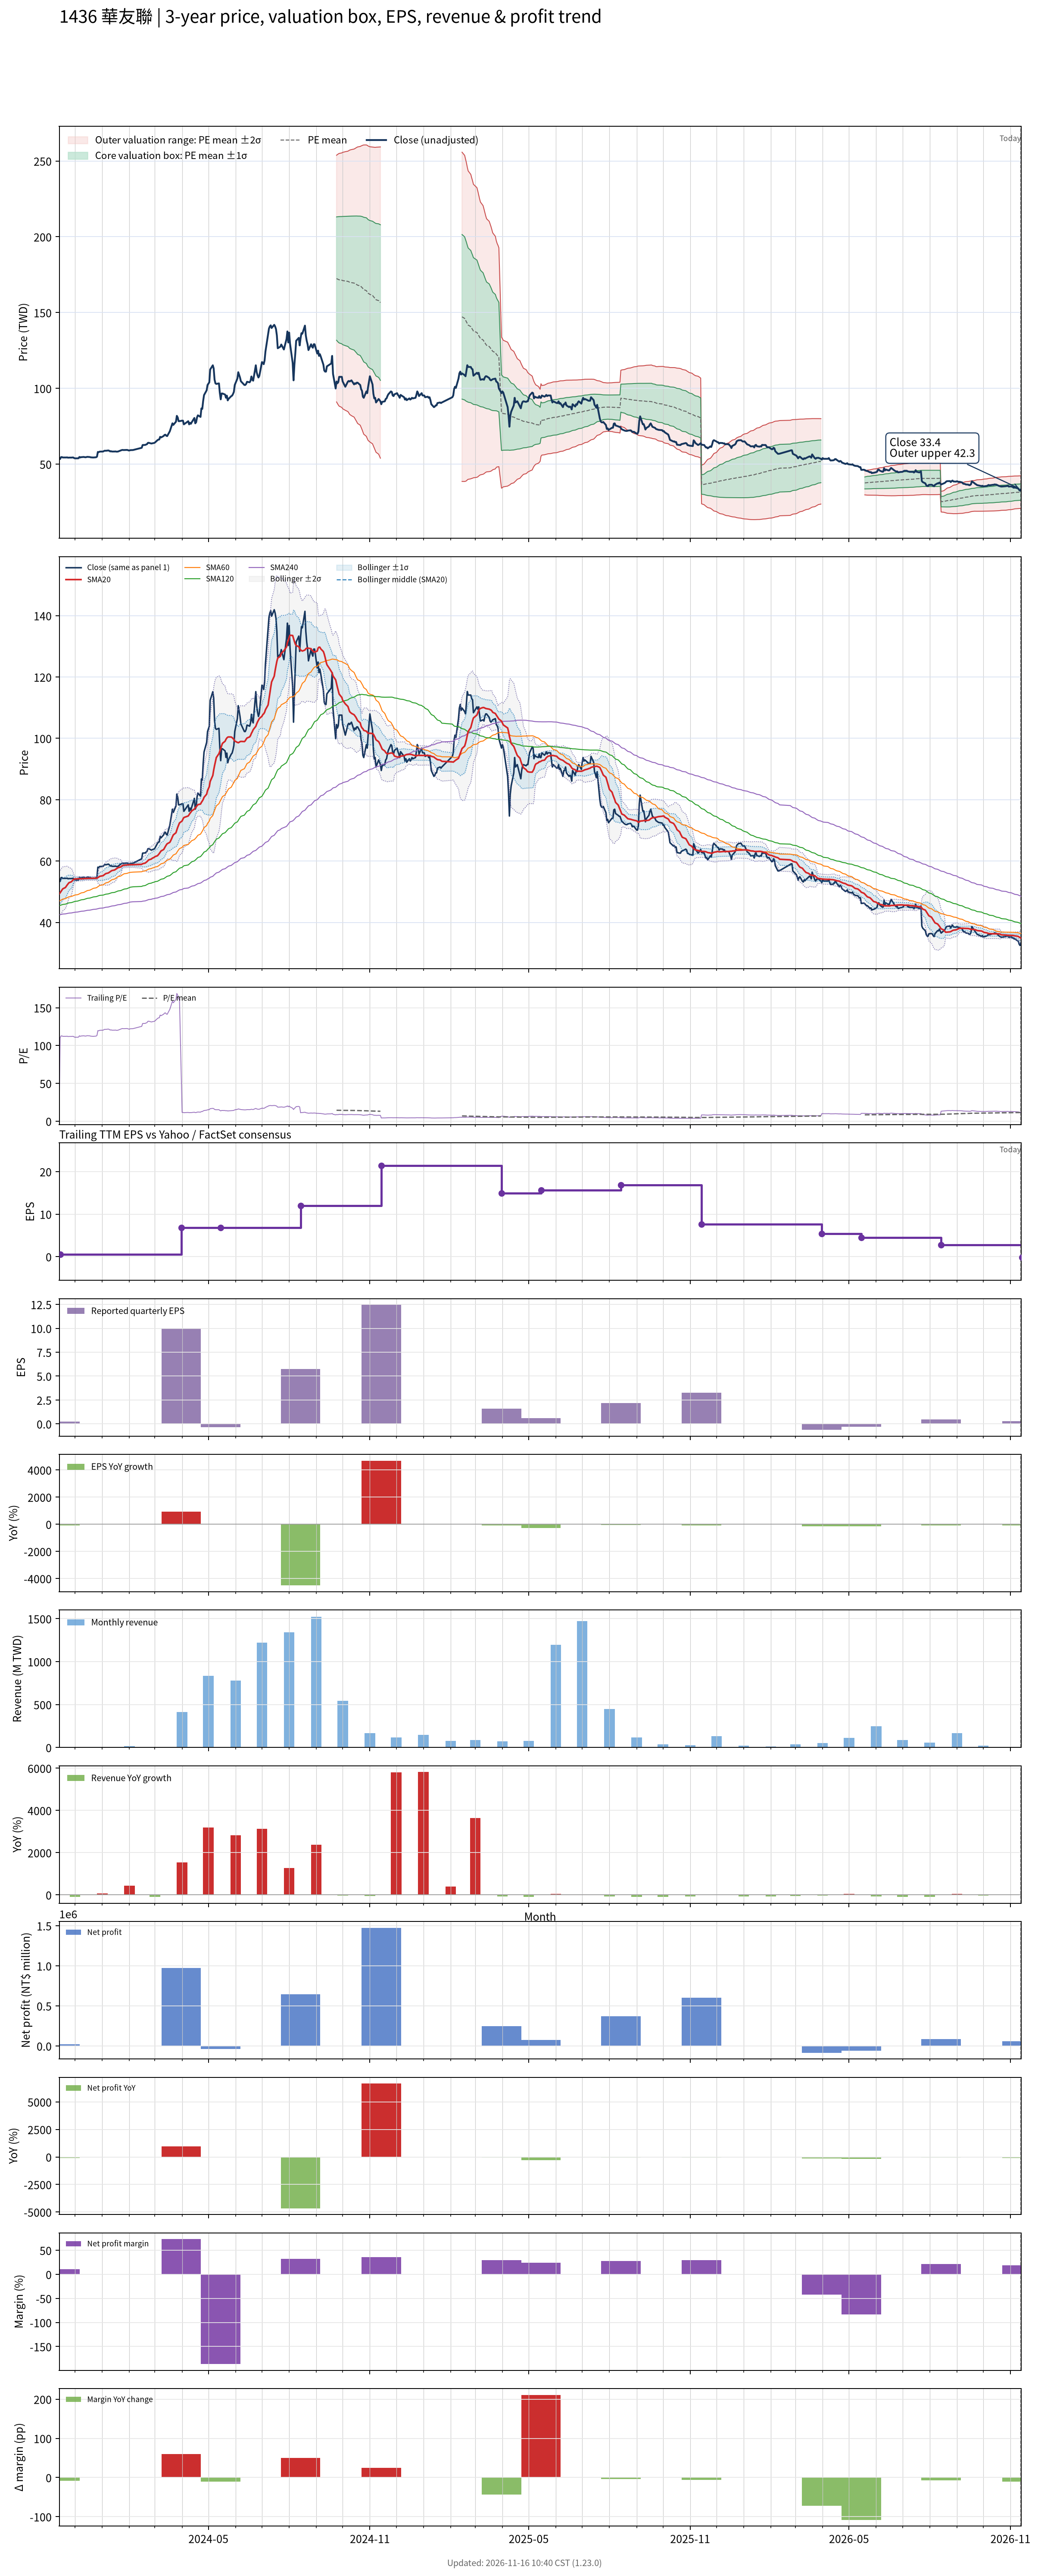 1436 華友聯 | 3-year price, valuation box, EPS, revenue & profit trend
Outer valuation range: PE mean ±2σ
PE mean
Close (unadjusted)
Core valuation box: PE mean ±1σ
Today
250
200
150
100
50
Price (TWD)
Close 33.4
Outer upper 42.3
Close (same as panel 1)
SMA60
SMA240
Bollinger ±1σ
SMA20
SMA120
Bollinger ±2σ
Bollinger middle (SMA20)
140
120
100
80
60
40
Price
Trailing P/E
P/E mean
150
100
50
0
P/E
Trailing TTM EPS vs Yahoo / FactSet consensus
Today
20
10
0
EPS
Reported quarterly EPS
12.5
10.0
7.5
5.0
2.5
0.0
EPS
EPS YoY growth
4000
2000
0
-2000
-4000
YoY (%)
Monthly revenue
1500
1000
500
0
Revenue (M TWD)
Revenue YoY growth
6000
4000
2000
0
YoY (%)
Month
1e6
Net profit
1.5
1.0
0.5
0.0
Net profit (NT$ million)
Net profit YoY
5000
2500
0
-2500
-5000
YoY (%)
Net profit margin
50
0
-50
-100
-150
Margin (%)
Margin YoY change
200
100
0
-100
Δ margin (pp)
2024-05
2024-11
2025-05
2025-11
2026-05
2026-11
Updated: 2026-11-16 10:40 CST (1.23.0)